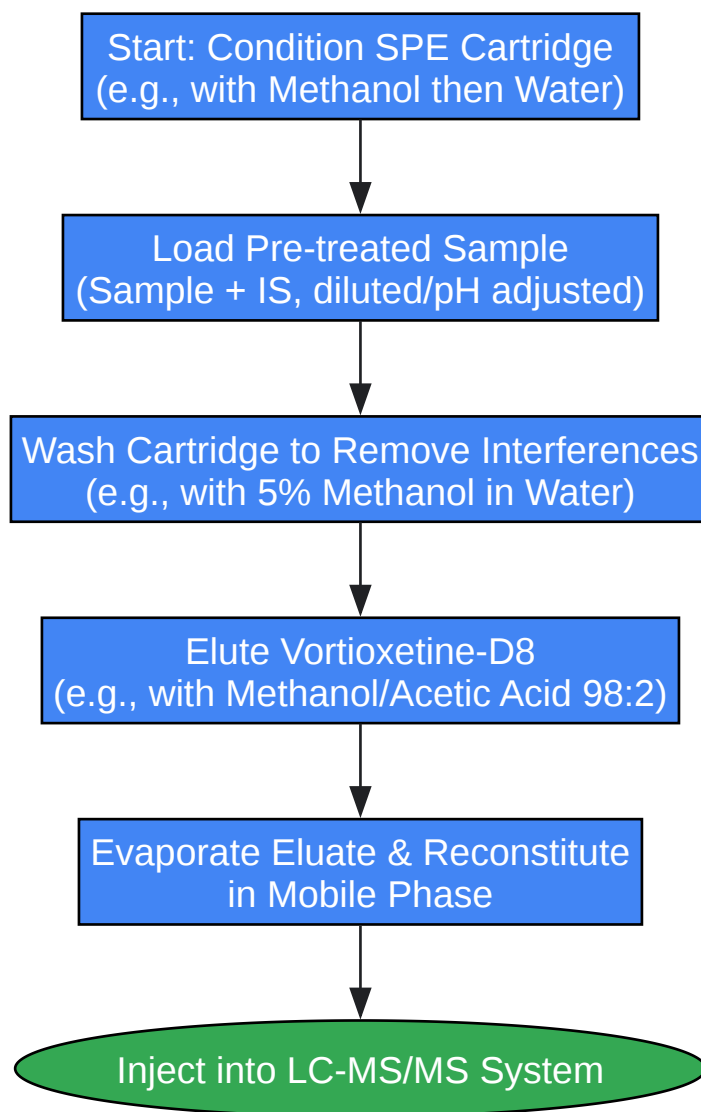 Start: Condition SPE Cartridge
(e.g., with Methanol then Water)
Load Pre-treated Sample
(Sample + IS, diluted/pH adjusted)
Wash Cartridge to Remove Interferences
(e.g., with 5% Methanol in Water)
Elute Vortioxetine-D8
(e.g., with Methanol/Acetic Acid 98:2)
Evaporate Eluate & Reconstitute
in Mobile Phase
Inject into LC-MS/MS System